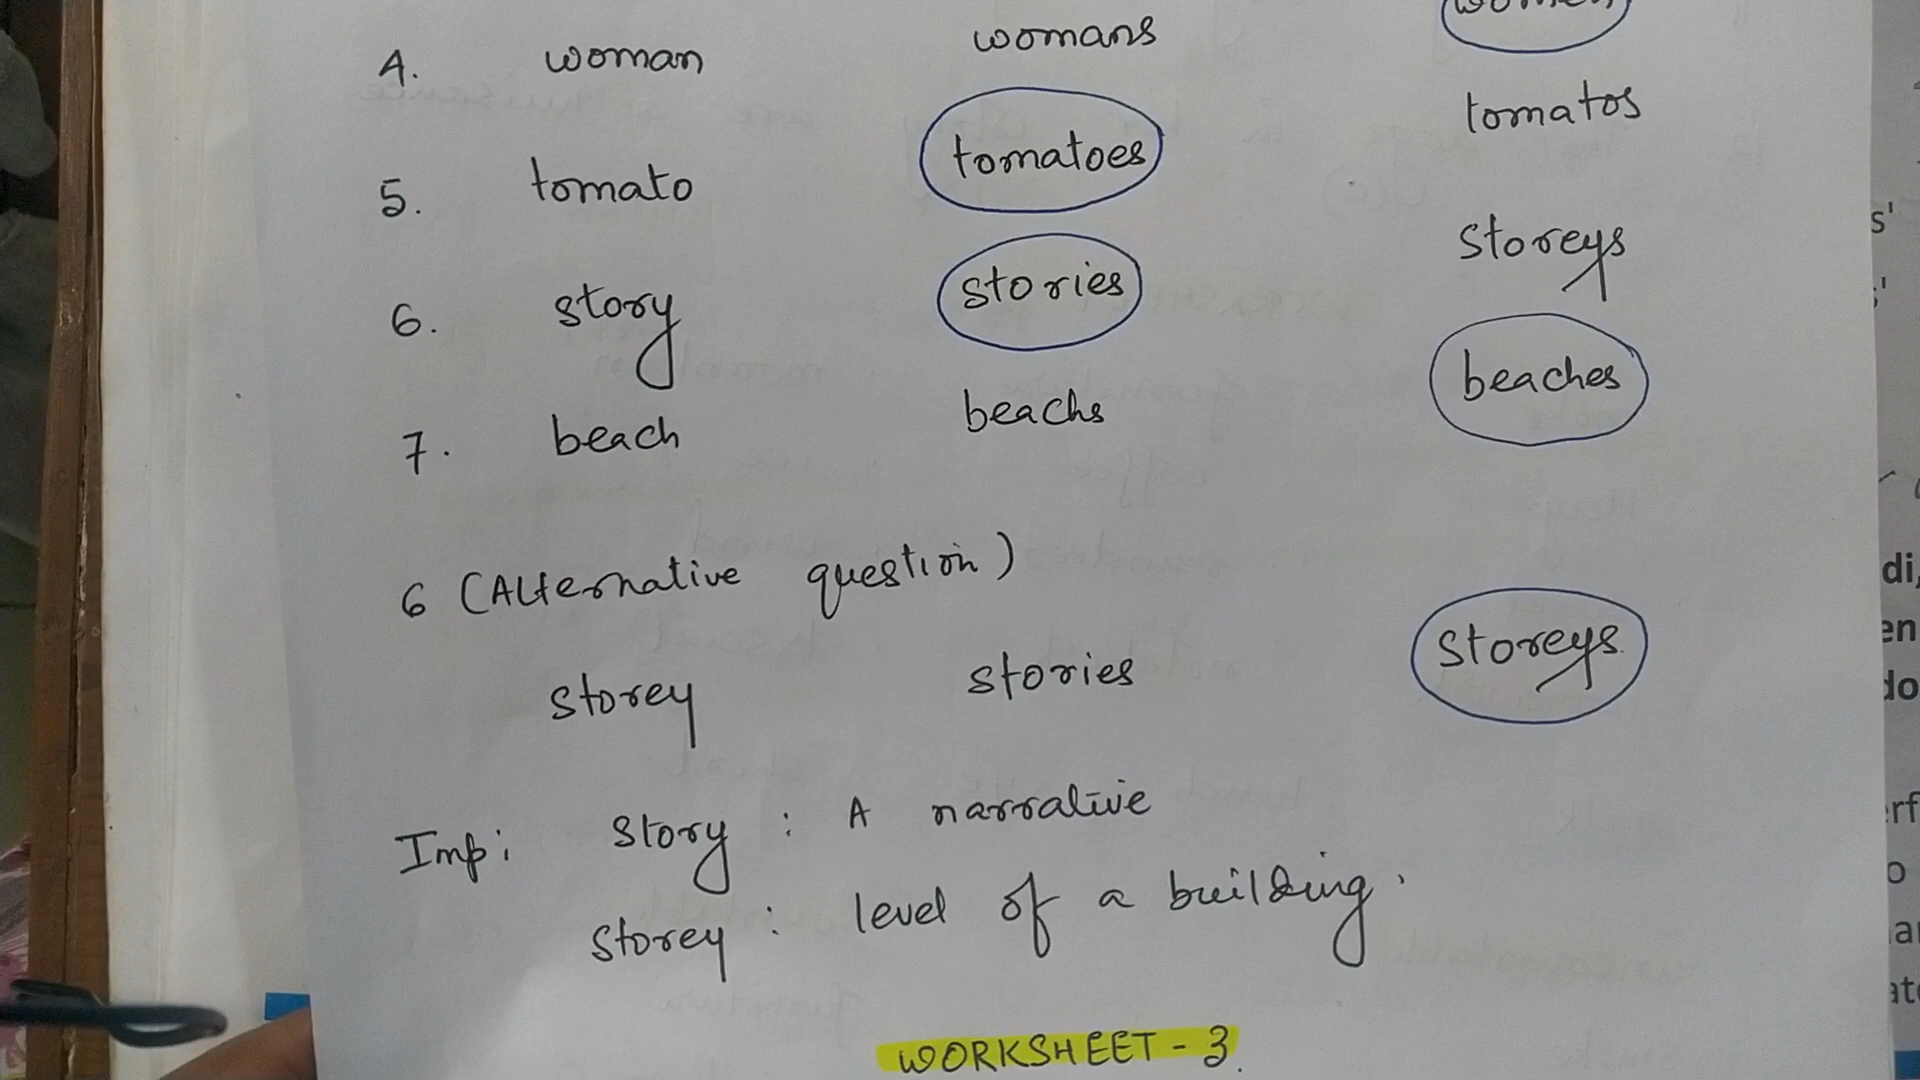 4. woman womans women
5. tomato tomatoes tomatos
6. story stories storeys
7. beach beachs beaches
6 (Alternative question)
storey stories storeys
Imp: story : A narrative
storey : level of a building.
WORKSHEET - 3.